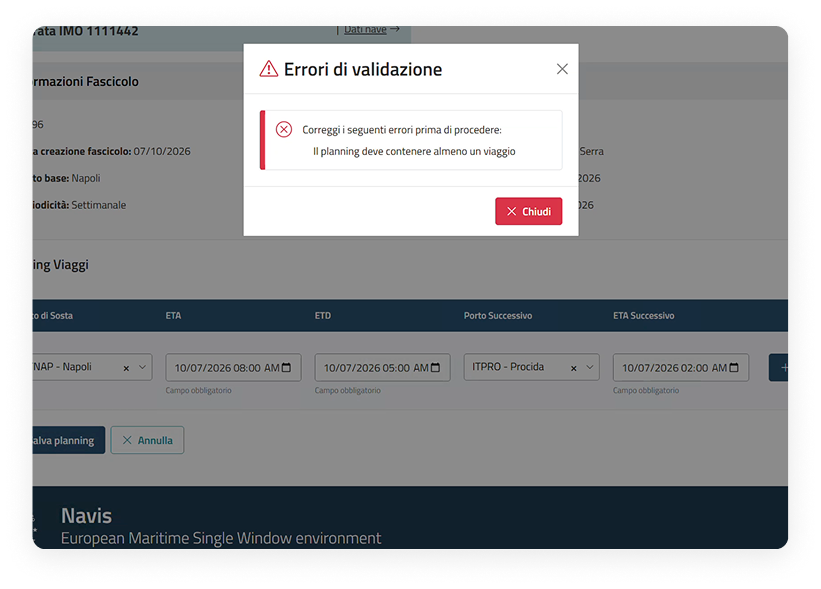 rata IMO 1111442
Dati nave →
Errori di validazione
Correggi i seguenti errori prima di procedere:
Il planning deve contenere almeno un viaggio
Chiudi
ormazioni Fascicolo
96
a creazione fascicolo: 07/10/2026
Serra
to base: Napoli
2026
iodicità: Settimanale
026
ing Viaggi
to di Sosta
ETA
ETD
Porto Successivo
ETA Successivo
NAP - Napoli
10/07/2026 08:00 AM
10/07/2026 05:00 AM
ITPRO - Procida
10/07/2026 02:00 AM
Campo obbligatorio
Campo obbligatorio
Campo obbligatorio
alva planning
Annulla
Navis
European Maritime Single Window environment